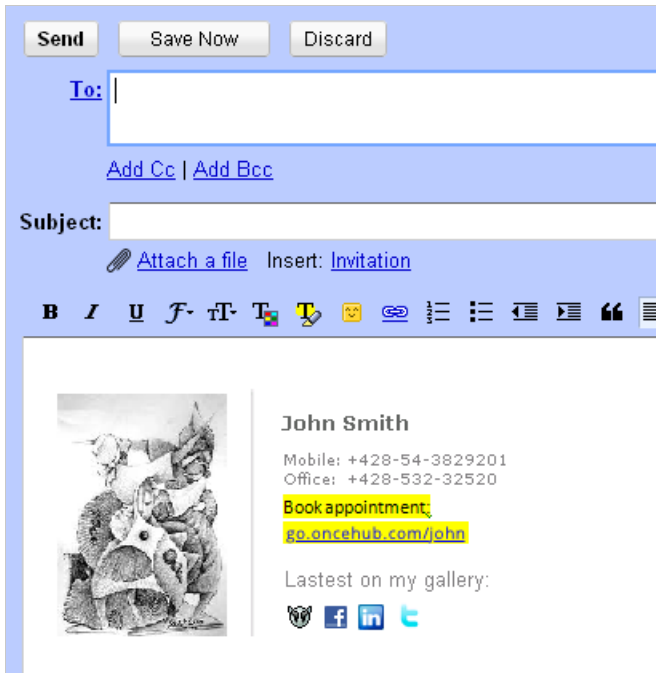 Send Save Now Discard
To:
Add Cc | Add Bcc
Subject:
Attach a file Insert: Invitation
B I U F T T T T
John Smith
Mobile: +428-54-3829201
Office: +428-532-32520
Book appointment:
go.oncehub.com/john
Lastest on my gallery:
f in t